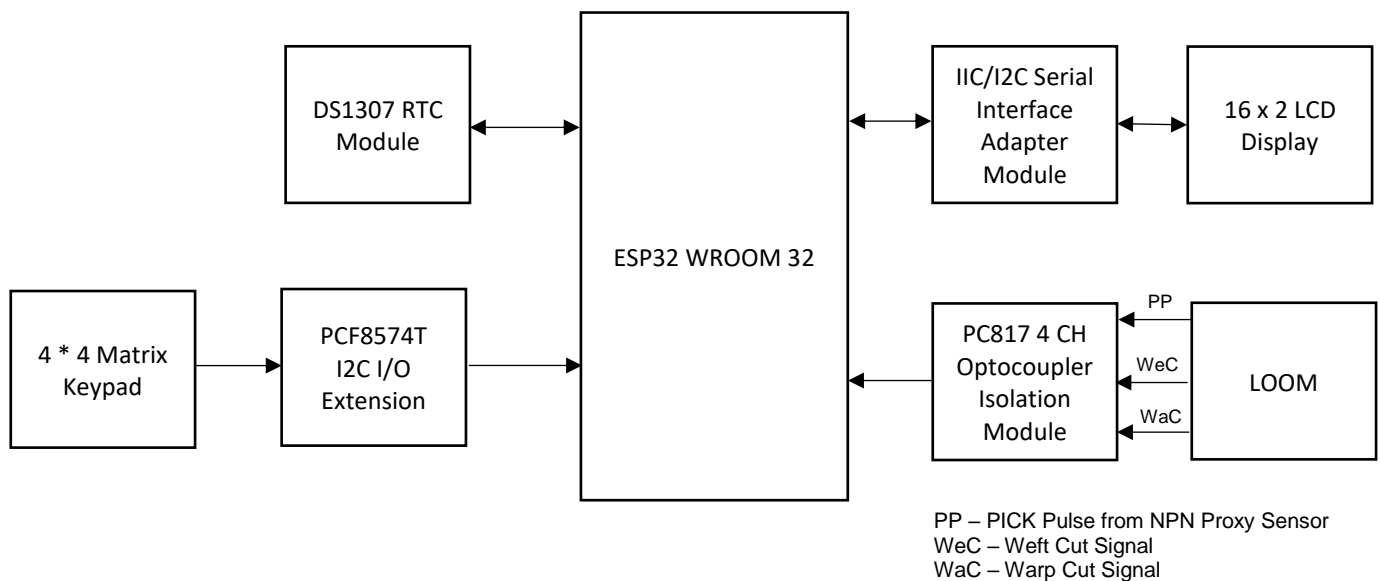 DS1307 RTC
Module
IIC/I2C Serial
Interface
Adapter
Module
16 x 2 LCD
Display
ESP32 WROOM 32
4 * 4 Matrix
Keypad
PCF8574T
I2C I/O
Extension
PC817 4 CH
Optocoupler
Isolation
Module
PP
WeC
WaC
LOOM
PP – PICK Pulse from NPN Proxy Sensor
WeC – Weft Cut Signal
WaC – Warp Cut Signal